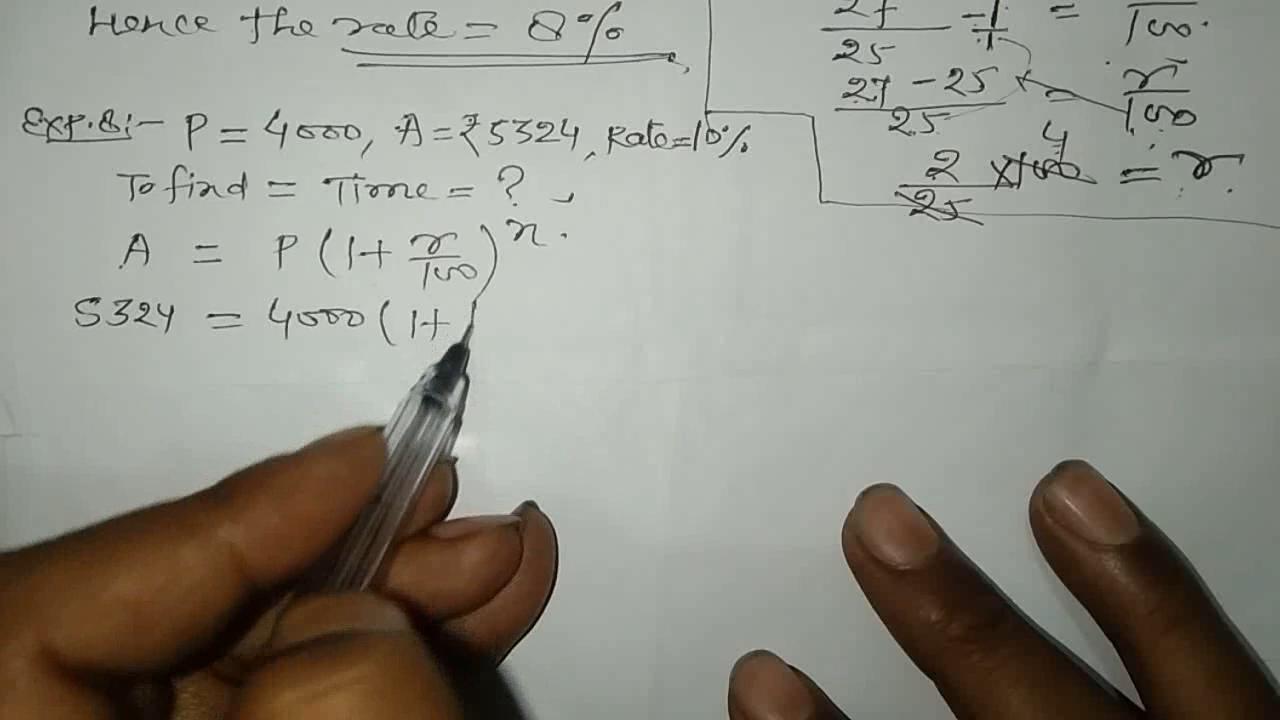 Hence the rate = 8%
Exp.8:- P = 4000, A = ₹5324, Rate=10%
To find = Time = ?
A = P(1+ r/100)^n.
5324 = 4000(1+
27/25 - 1/1 = r/100.
27-25/25 = r/100
2/25 x100 4 = r.